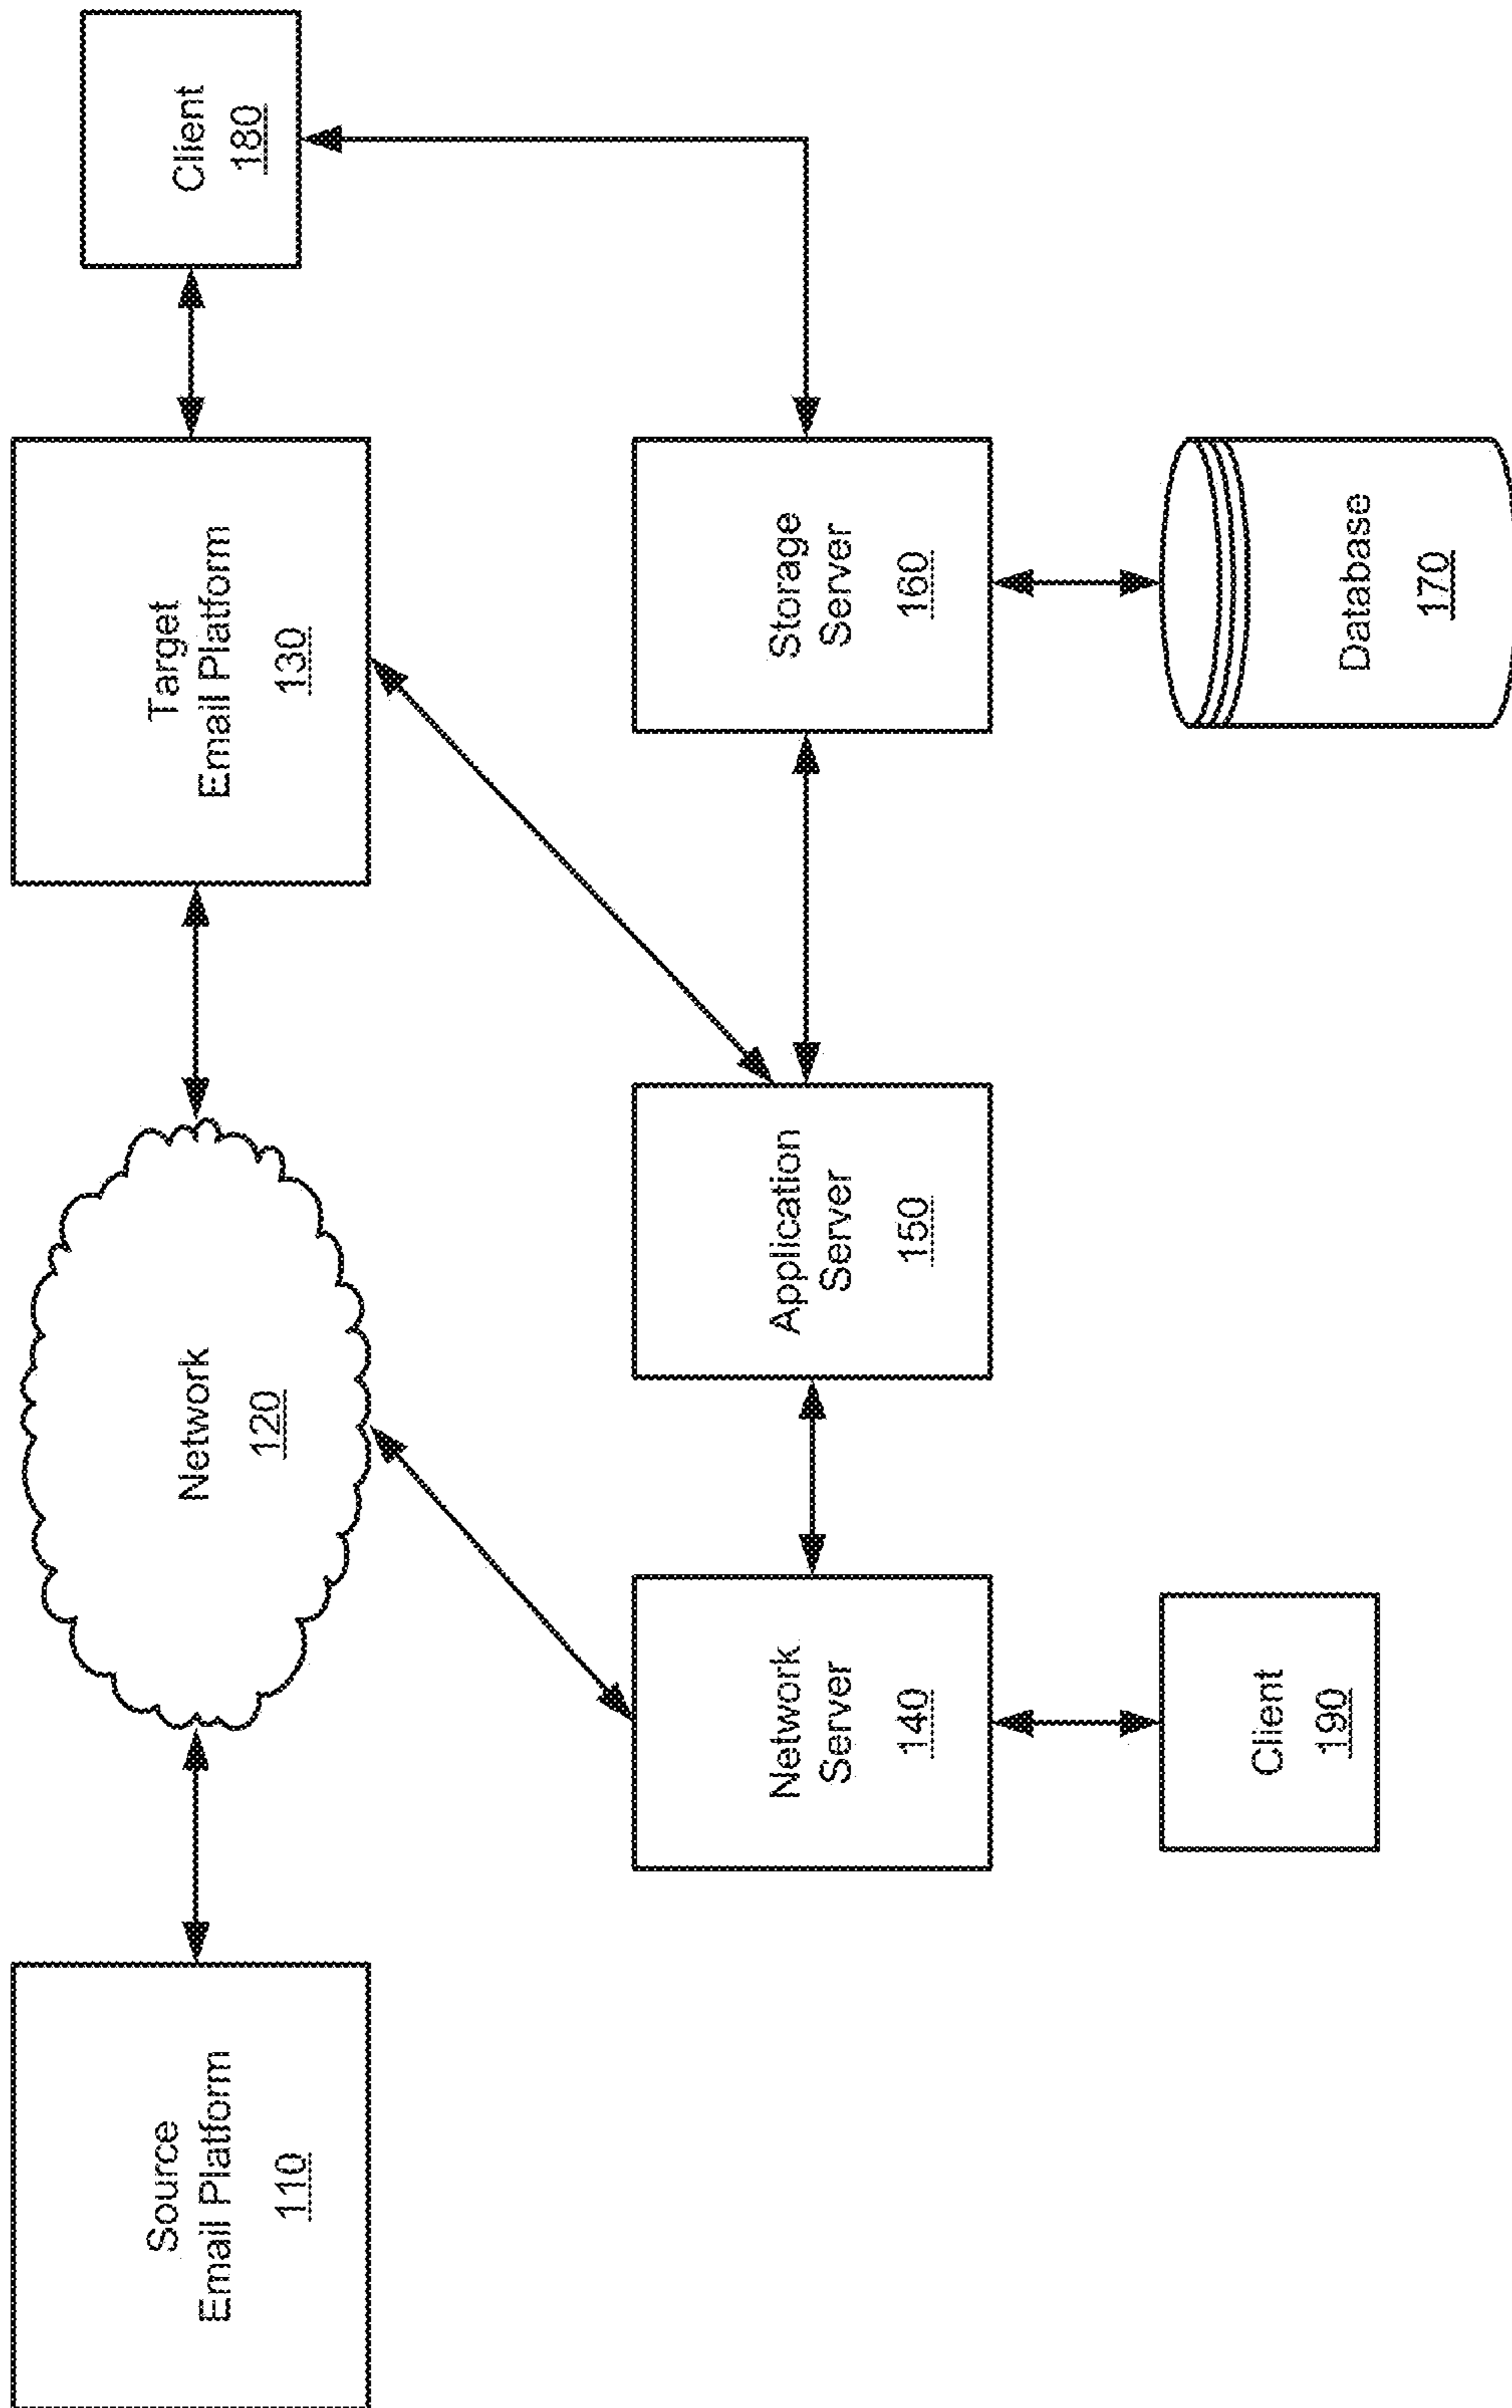 Source
Email Platform
110
Network
120
Target
Email Platform
130
Client
180
Network
Server
140
Application
Server
150
Storage
Server
160
Client
190
Database
170